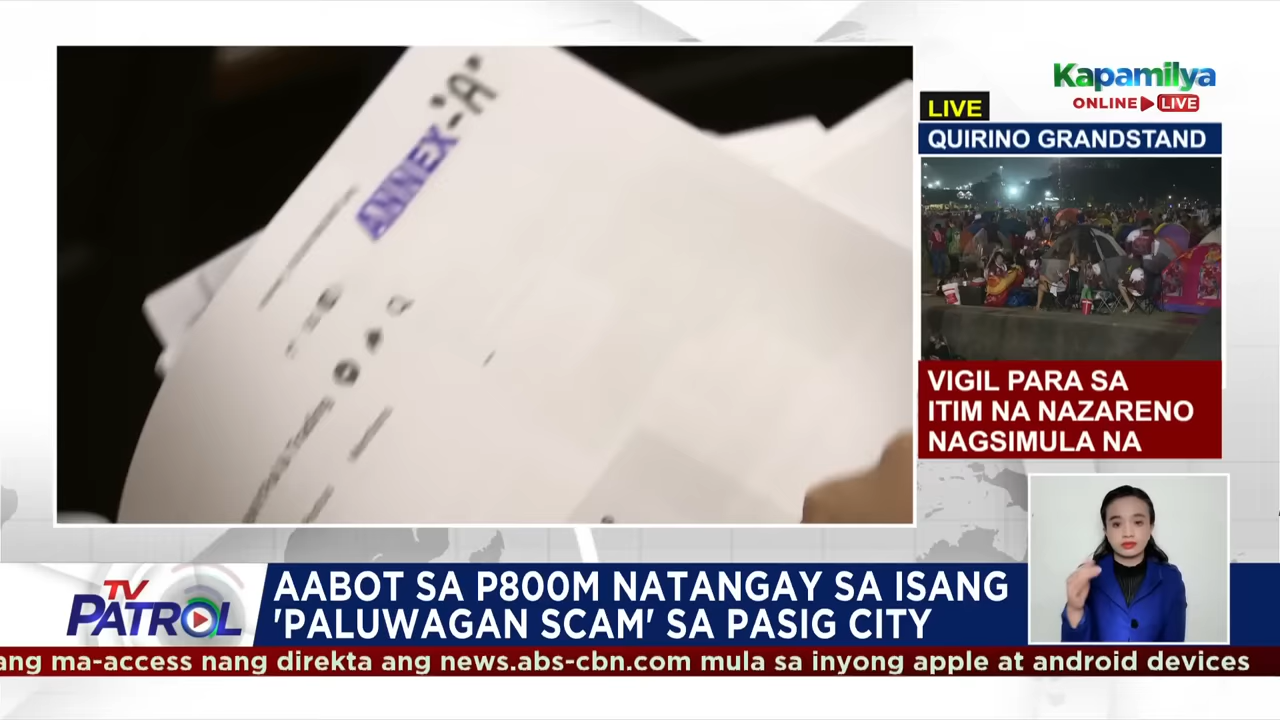 ANNEX-"A"
Kapamilya
ONLINE LIVE
LIVE
QUIRINO GRANDSTAND
VIGIL PARA SA
ITIM NA NAZARENO
NAGSIMULA NA
TV
PATROL
AABOT SA P800M NATANGAY SA ISANG
'PALUWAGAN SCAM' SA PASIG CITY
ang ma-access nang direkta ang news.abs-cbn.com mula sa inyong apple at android devices